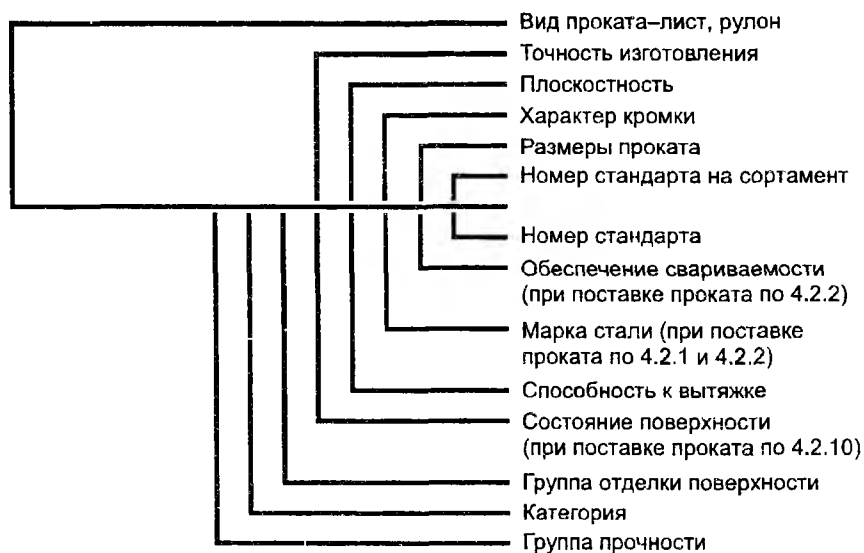 Вид проката–лист, рулон
Точность изготовления
Плоскостность
Характер кромки
Размеры проката
Номер стандарта на сортамент
Номер стандарта
Обеспечение свариваемости
(при поставке проката по 4.2.2)
Марка стали (при поставке
проката по 4.2.1 и 4.2.2)
Способность к вытяжке
Состояние поверхности
(при поставке проката по 4.2.10)
Группа отделки поверхности
Категория
Группа прочности